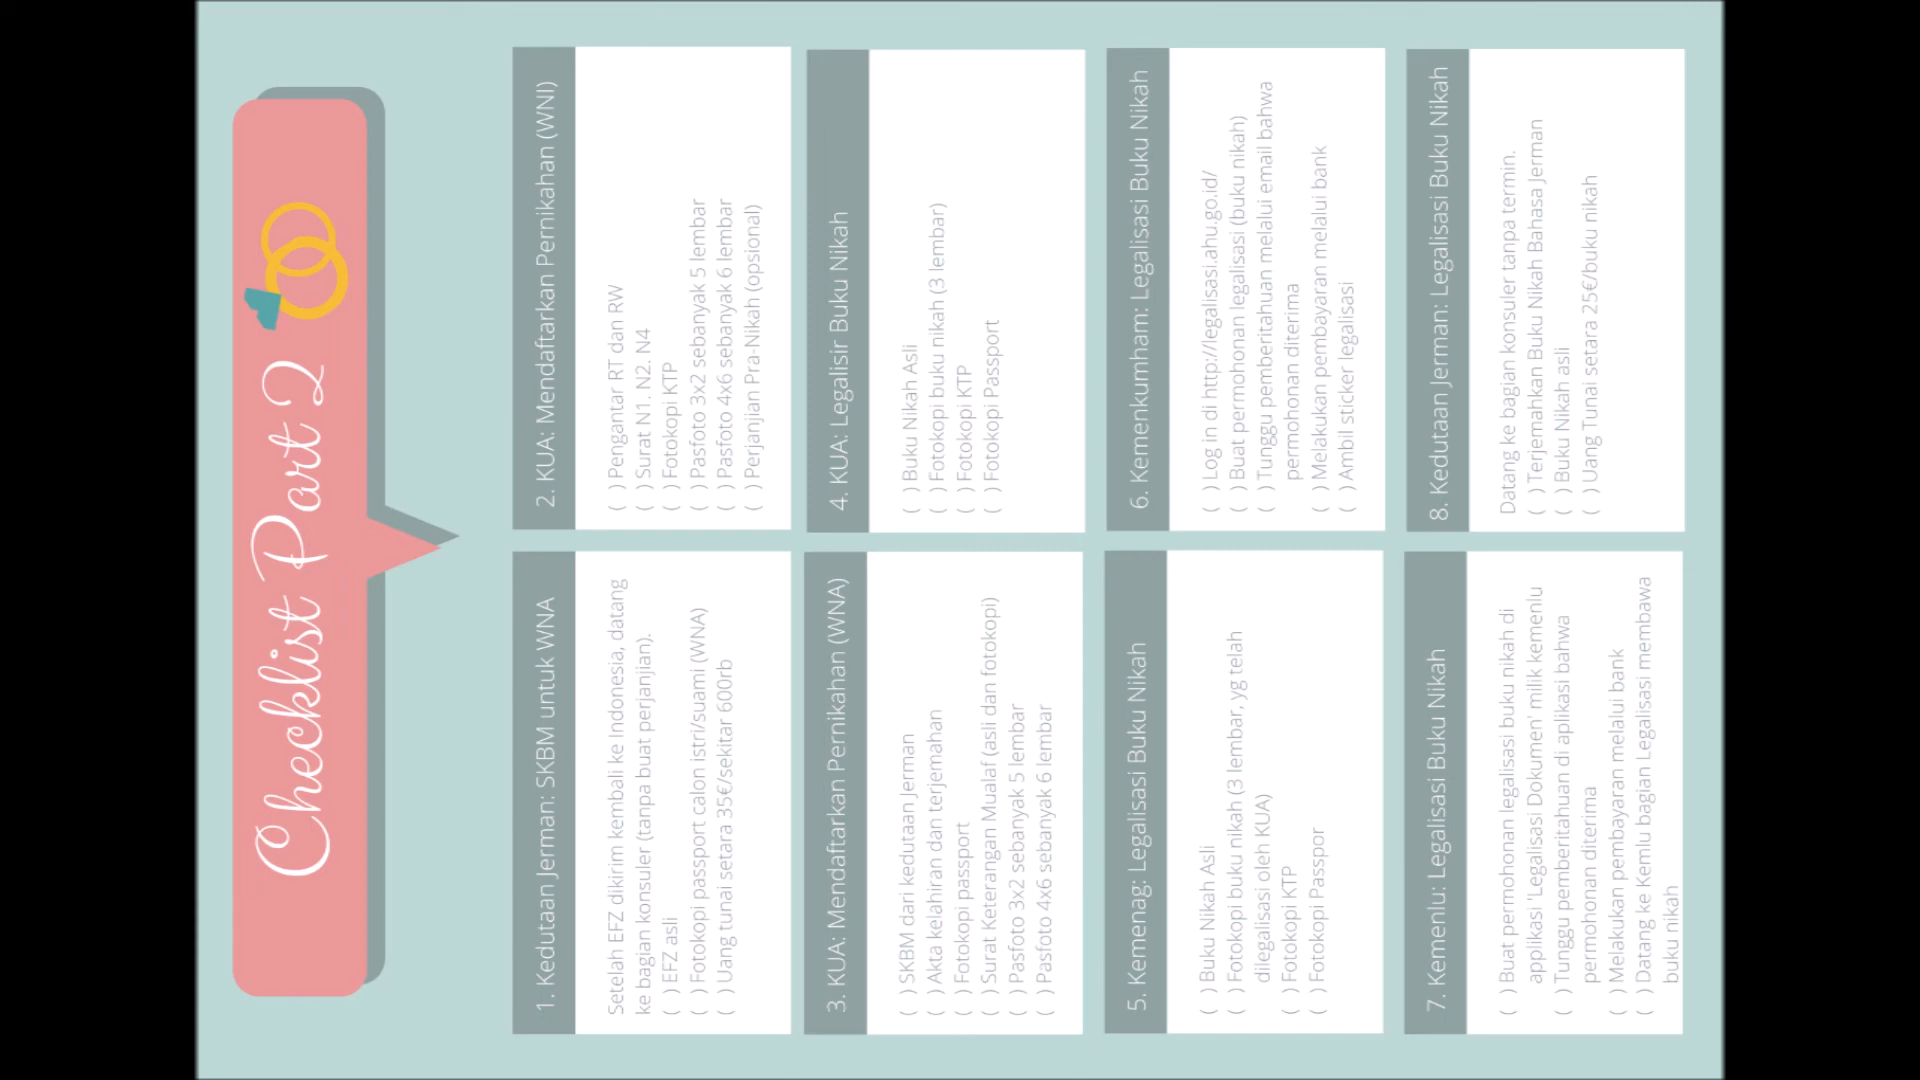 Checklist Part 2
1. Kedutaan Jerman: SKBM untuk WNA
Setelah EFZ dikirim kembali ke Indonesia, datang
ke bagian konsuler (tanpa buat perjanjian).
( ) EFZ asli
( ) Fotokopi passport calon istri/suami (WNA)
( ) Uang tunai setara 35€/sekitar 600rb
2. KUA: Mendaftarkan Pernikahan (WNI)
( ) Pengantar RT dan RW
( ) Surat N1. N2. N4
( ) Fotokopi KTP
( ) Pasfoto 3x2 sebanyak 5 lembar
( ) Pasfoto 4x6 sebanyak 6 lembar
( ) Perjanjian Pra-Nikah (opsional)
3. KUA: Mendaftarkan Pernikahan (WNA)
( ) SKBM dari kedutaan Jerman
( ) Akta kelahiran dan terjemahan
( ) Fotokopi passport
( ) Surat Keterangan Mualaf (asli dan fotokopi)
( ) Pasfoto 3x2 sebanyak 5 lembar
( ) Pasfoto 4x6 sebanyak 6 lembar
4. KUA: Legalisir Buku Nikah
( ) Buku Nikah Asli
( ) Fotokopi buku nikah (3 lembar)
( ) Fotokopi KTP
( ) Fotokopi Passport
5. Kemenag: Legalisasi Buku Nikah
( ) Buku Nikah Asli
( ) Fotokopi buku nikah (3 lembar, yg telah
dilegalisasi oleh KUA)
( ) Fotokopi KTP
( ) Fotokopi Passpor
6. Kemenkumham: Legalisasi Buku Nikah
( ) Log in di http://legalisasi.ahu.go.id/
( ) Buat permohonan legalisasi (buku nikah)
( ) Tunggu pemberitahuan melalui email bahwa
permohonan diterima
( ) Melakukan pembayaran melalui bank
( ) Ambil sticker legalisasi
7. Kemenlu: Legalisasi Buku Nikah
( ) Buat permohonan legalisasi buku nikah di
applikasi 'Legalisasi Dokumen' milik kemenlu
( ) Tunggu pemberitahuan di aplikasi bahwa
permohonan diterima
( ) Melakukan pembayaran melalui bank
( ) Datang ke Kemlu bagian Legalisasi membawa
buku nikah
8. Kedutaan Jerman: Legalisasi Buku Nikah
Datang ke bagian konsuler tanpa termin.
( ) Terjemahkan Buku Nikah Bahasa Jerman
( ) Buku Nikah asli
( ) Uang Tunai setara 25€/buku nikah